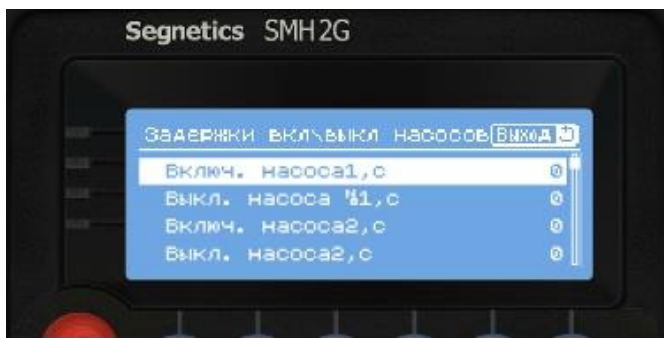 Segnetics SMH2G
Задержки вкл\выкл насосов Выход
Включ. насоса1,с 0
Выкл. насоса №1,с 0
Включ. насоса2,с 0
Выкл. насоса2,с 0